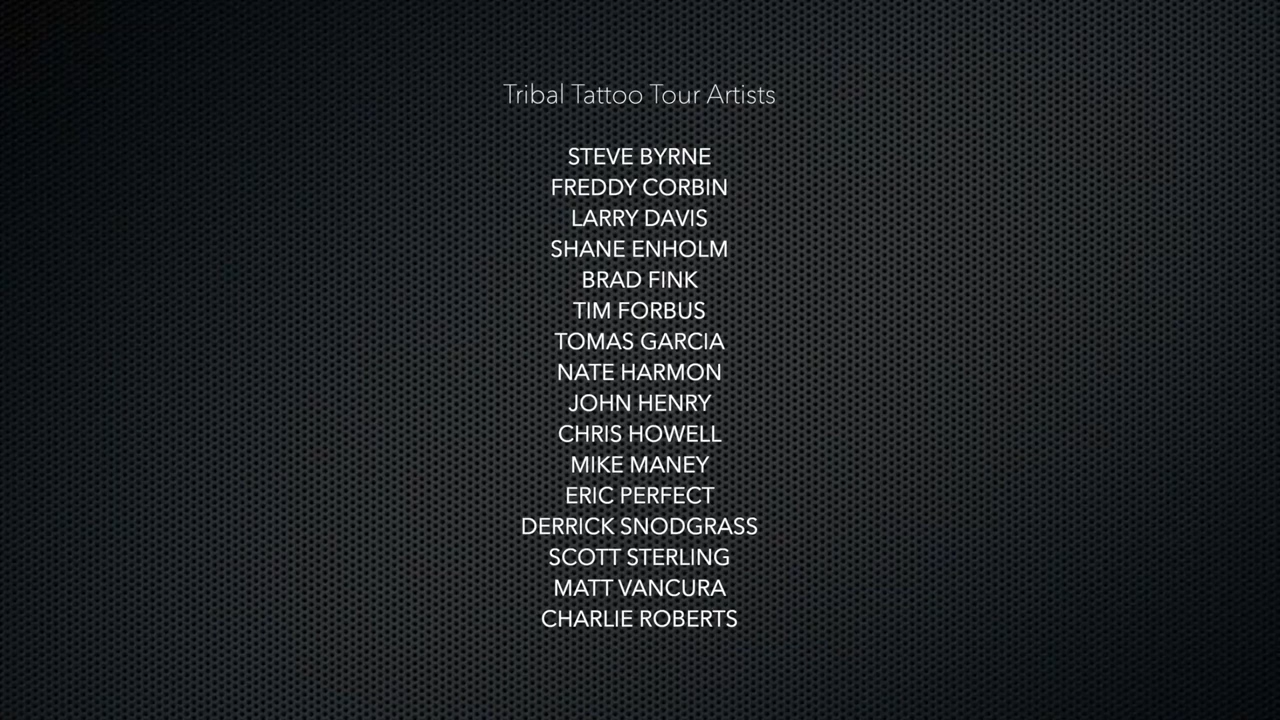 Tribal Tattoo Tour Artists
STEVE BYRNE
FREDDY CORBIN
LARRY DAVIS
SHANE ENHOLM
BRAD FINK
TIM FORBUS
TOMAS GARCIA
NATE HARMON
JOHN HENRY
CHRIS HOWELL
MIKE MANEY
ERIC PERFECT
DERRICK SNODGRASS
SCOTT STERLING
MATT VANCURA
CHARLIE ROBERTS